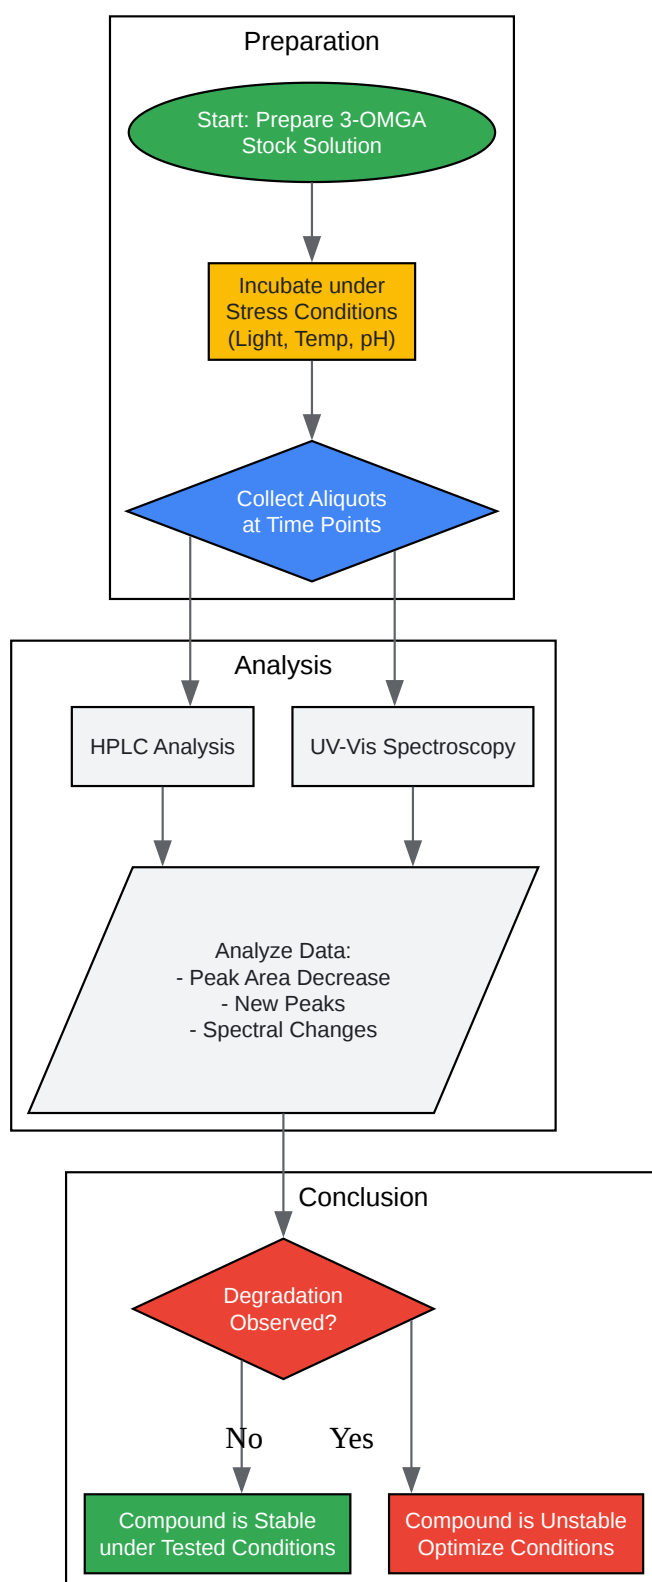 Preparation
Start: Prepare 3-OMGA
Stock Solution
Incubate under
Stress Conditions
(Light, Temp, pH)
Collect Aliquots
at Time Points
Analysis
HPLC Analysis
UV-Vis Spectroscopy
Analyze Data:
- Peak Area Decrease
- New Peaks
- Spectral Changes
Conclusion
Degradation
Observed?
No
Yes
Compound is Stable
under Tested Conditions
Compound is Unstable
Optimize Conditions